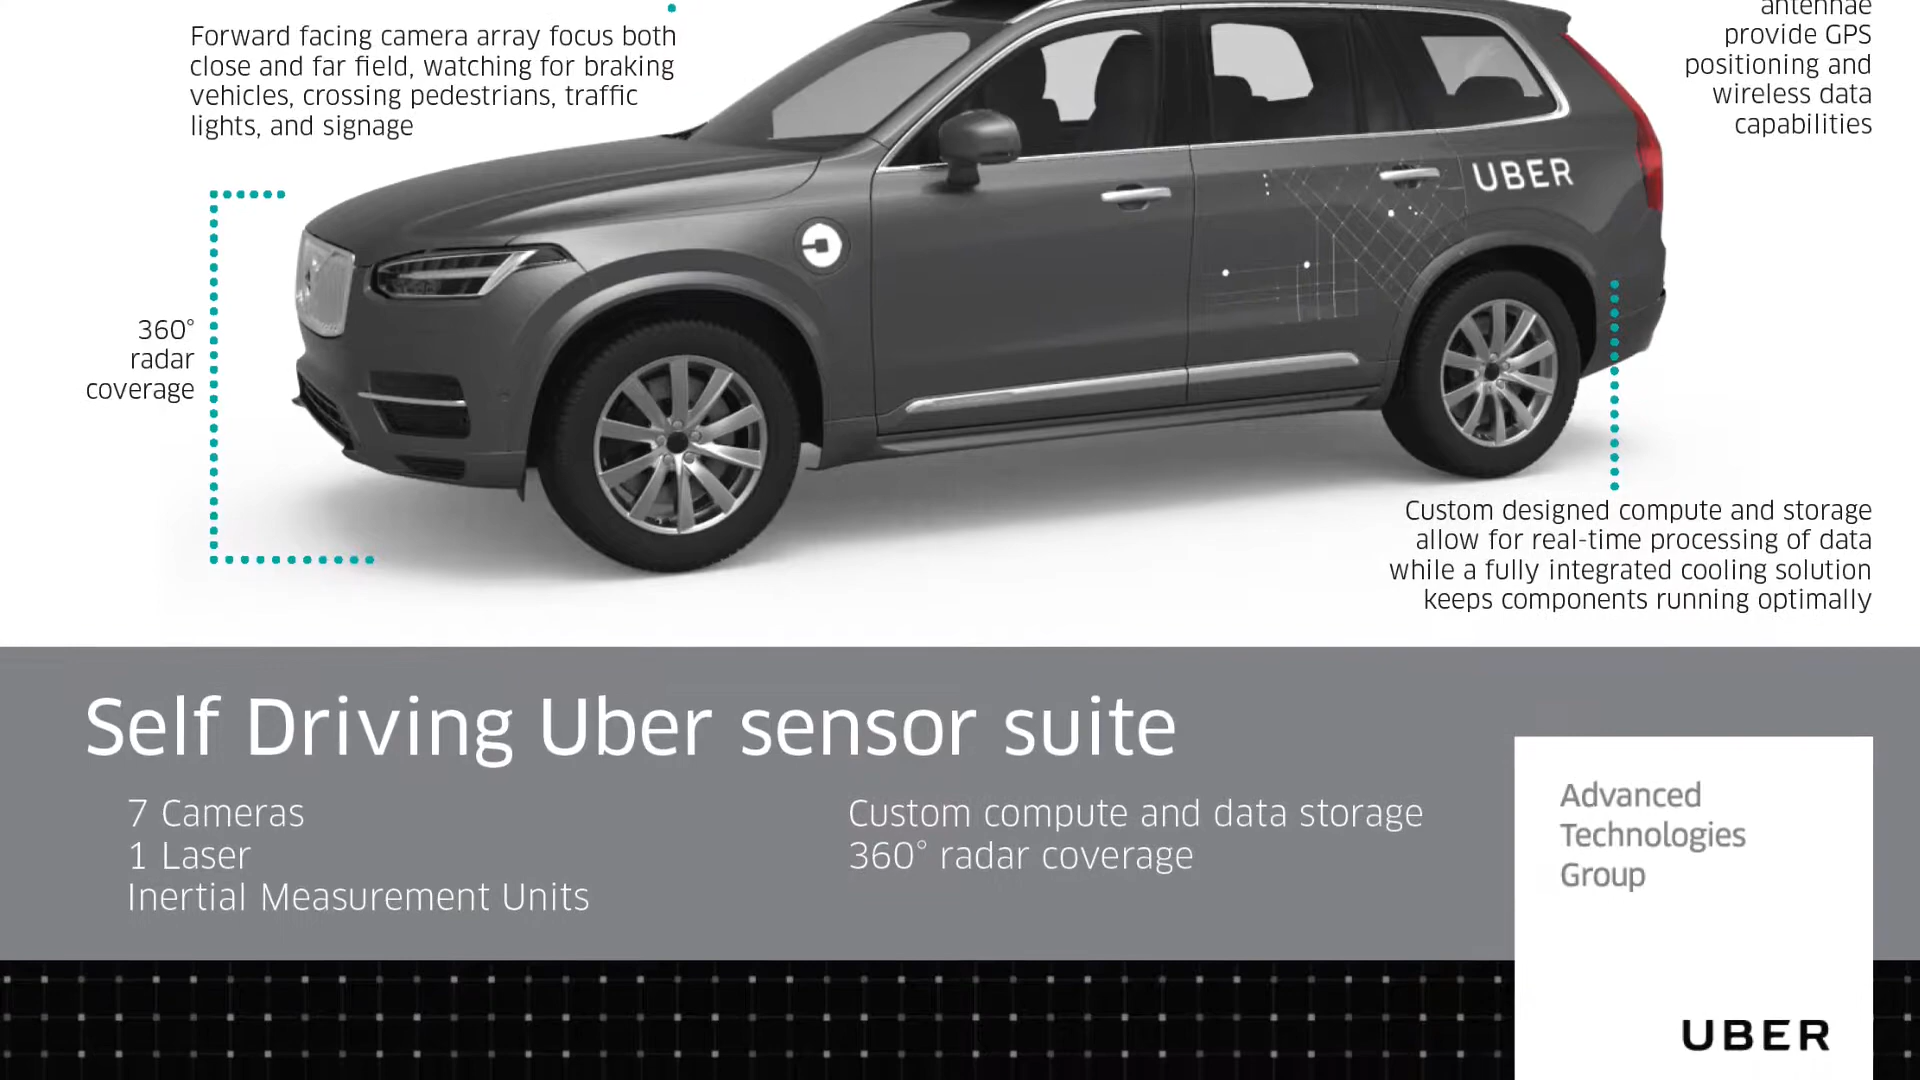 Forward facing camera array focus both
close and far field, watching for braking
vehicles, crossing pedestrians, traffic
lights, and signage
antennae
provide GPS
positioning and
wireless data
capabilities
UBER
360°
radar
coverage
Custom designed compute and storage
allow for real-time processing of data
while a fully integrated cooling solution
keeps components running optimally
Self Driving Uber sensor suite
7 Cameras
1 Laser
Inertial Measurement Units
Custom compute and data storage
360° radar coverage
Advanced
Technologies
Group
UBER